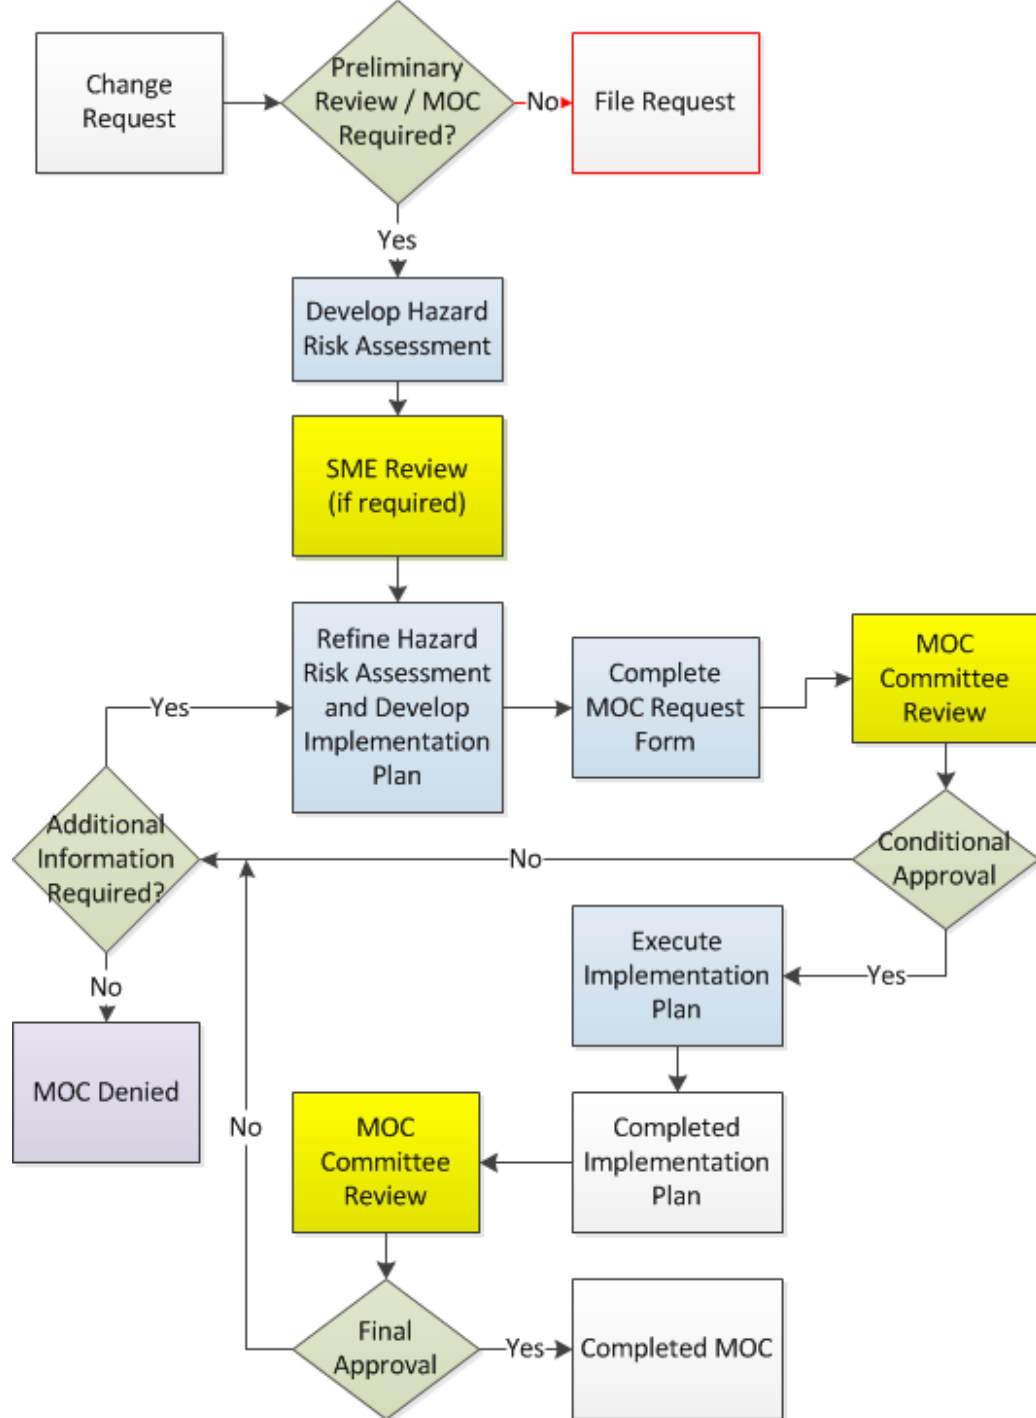 Change
Request
Preliminary
Review / MOC
Required?
No
File Request
Yes
Develop Hazard
Risk Assessment
SME Review
(if required)
Refine Hazard
Risk Assessment
and Develop
Implementation
Plan
Complete
MOC Request
Form
MOC
Committee
Review
Yes
Additional
Information
Required?
No
Conditional
Approval
Execute
Implementation
Plan
Yes
No
MOC Denied
No
MOC
Committee
Review
Completed
Implementation
Plan
Final
Approval
Yes
Completed MOC